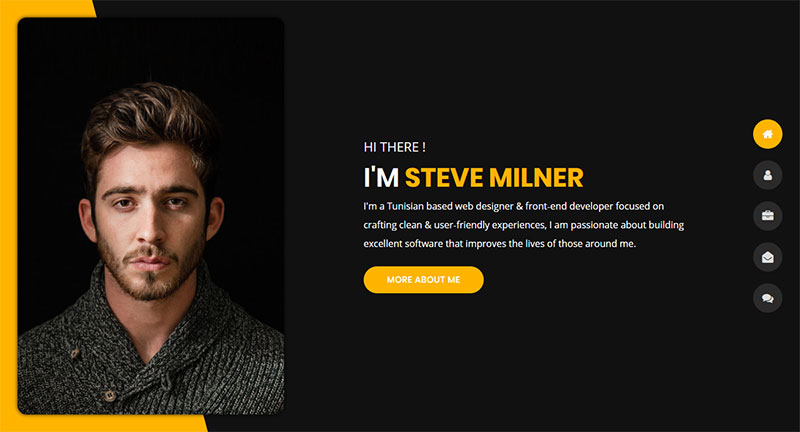 HI THERE !
I'M STEVE MILNER
I'm a Tunisian based web designer & front-end developer focused on
crafting clean & user-friendly experiences, I am passionate about building
excellent software that improves the lives of those around me.
MORE ABOUT ME